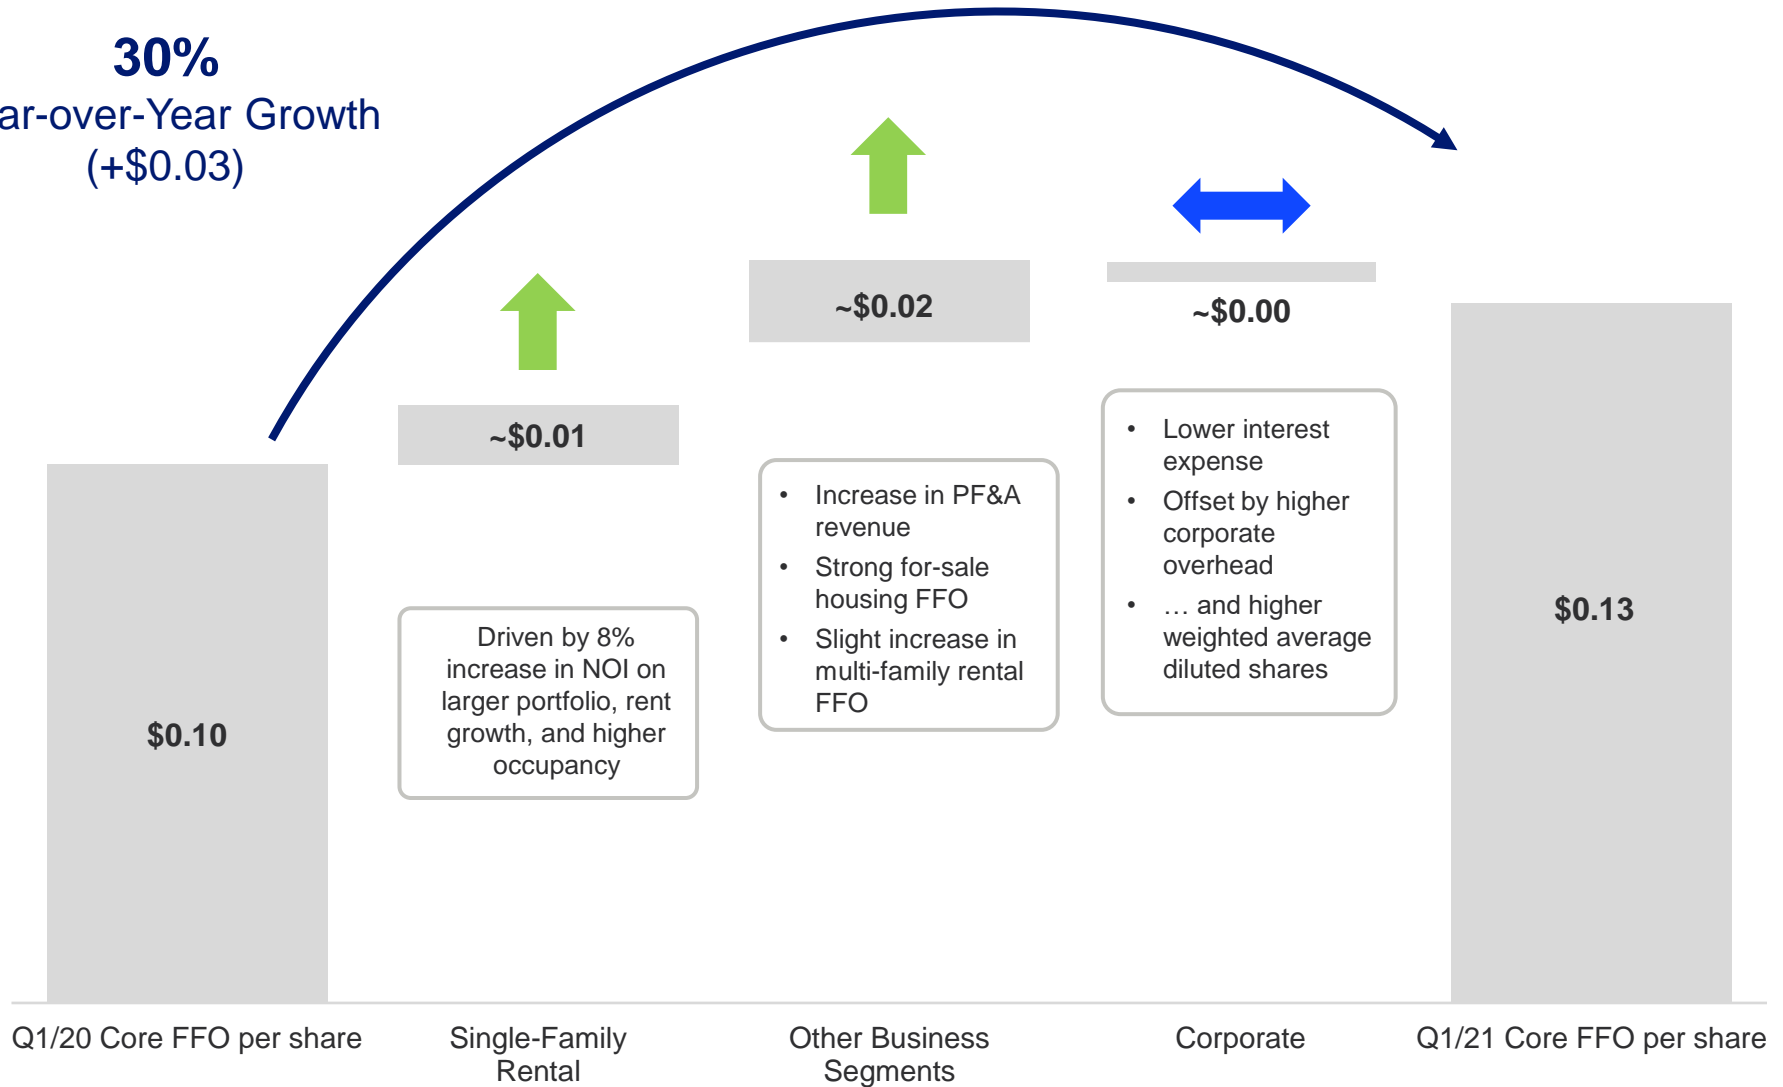 30%
ar-over-Year Growth
(+$0.03)
~$0.01
~$0.02
~$0.00
$0.10
$0.13
Driven by 8%
increase in NOI on
larger portfolio, rent
growth, and higher
occupancy
• Increase in PF&A
revenue
• Strong for-sale
housing FFO
• Slight increase in
multi-family rental
FFO
• Lower interest
expense
• Offset by higher
corporate
overhead
• … and higher
weighted average
diluted shares
Q1/20 Core FFO per share
Single-Family
Rental
Other Business
Segments
Corporate
Q1/21 Core FFO per share